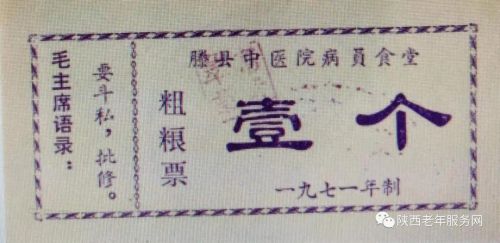 毛主席语录：
要斗私，批修。
滕县中医院病員食堂
粗粮票
壹个
一九七一年制
陕西老年服务网